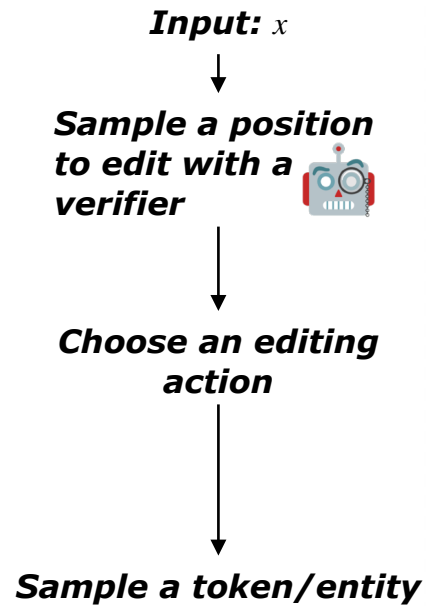 Input: x
Sample a position
to edit with a
verifier
Choose an editing
action
Sample a token/entity